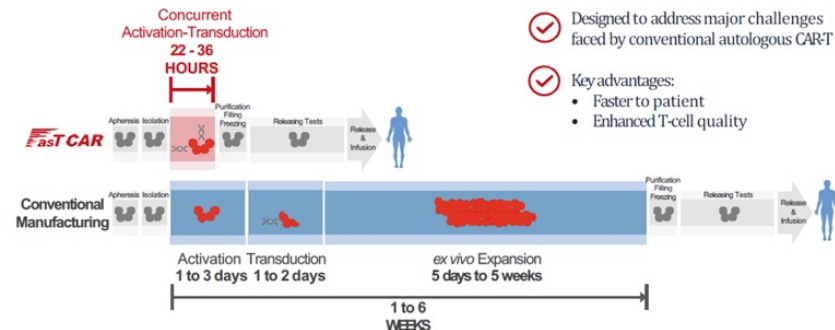 Concurrent
Activation-Transduction
22 - 36
HOURS
FasTCAR
Apheresis
Isolation
Purification
Filling
Freezing
Releasing Tests
Release
&
Infusion
Designed to address major challenges
faced by conventional autologous CAR-T
Key advantages:
• Faster to patient
• Enhanced T-cell quality
Conventional
Manufacturing
Apheresis
Isolation
Purification
Filling
Freezing
Releasing Tests
Release
&
Infusion
Activation
1 to 3 days
Transduction
1 to 2 days
ex vivo Expansion
5 days to 5 weeks
1 to 6
WEEKS